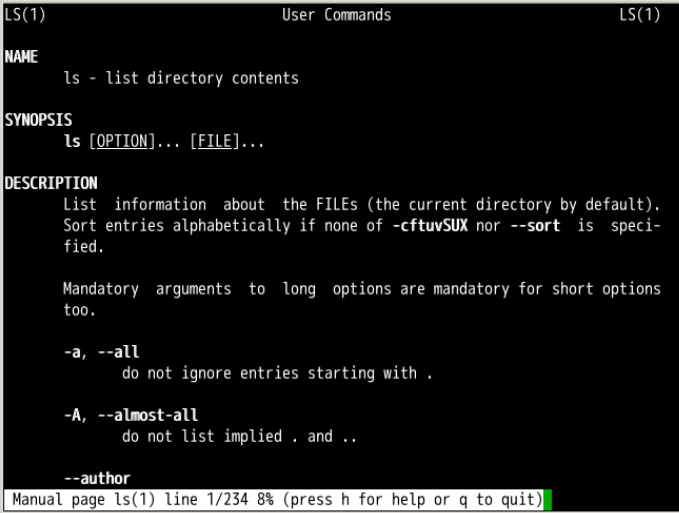 LS(1) User Commands LS(1)
NAME
ls - list directory contents
SYNOPSIS
ls [OPTION]... [FILE]...
DESCRIPTION
List information about the FILEs (the current directory by default).
Sort entries alphabetically if none of -cftuvSUX nor --sort is speci-
fied.
Mandatory arguments to long options are mandatory for short options
too.
-a, --all
do not ignore entries starting with .
-A, --almost-all
do not list implied . and ..
--author
Manual page ls(1) line 1/234 8% (press h for help or q to quit)